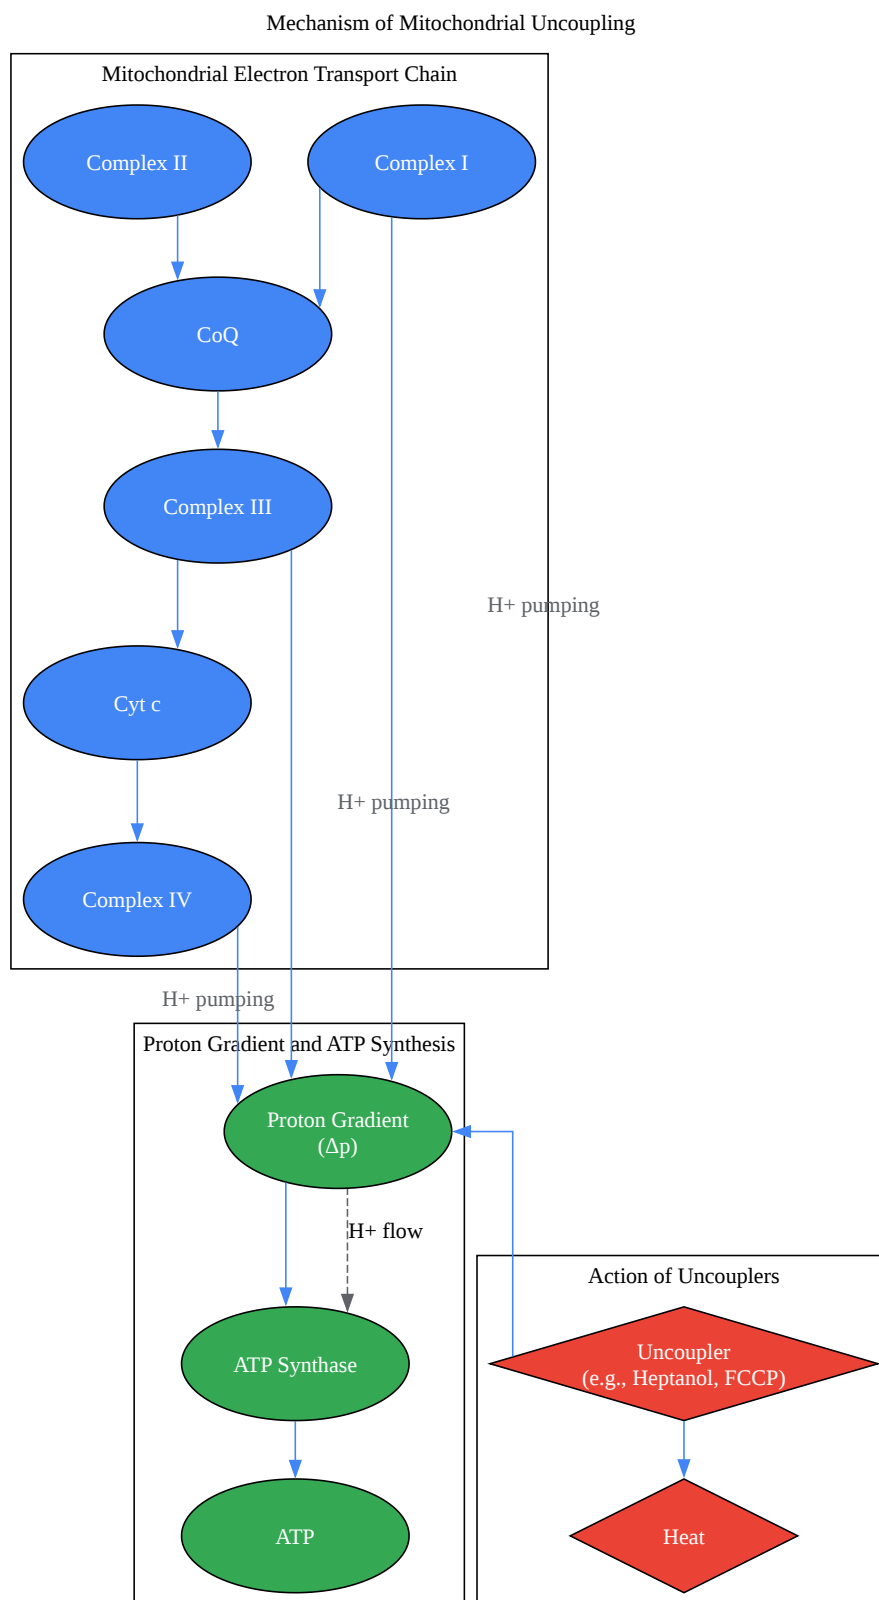 Mechanism of Mitochondrial Uncoupling
Mitochondrial Electron Transport Chain
Complex II
Complex I
CoQ
Complex III
H+ pumping
Cyt c
H+ pumping
Complex IV
H+ pumping
Proton Gradient and ATP Synthesis
Proton Gradient
(Δp)
H+ flow
Action of Uncouplers
ATP Synthase
Uncoupler
(e.g., Heptanol, FCCP)
ATP
Heat